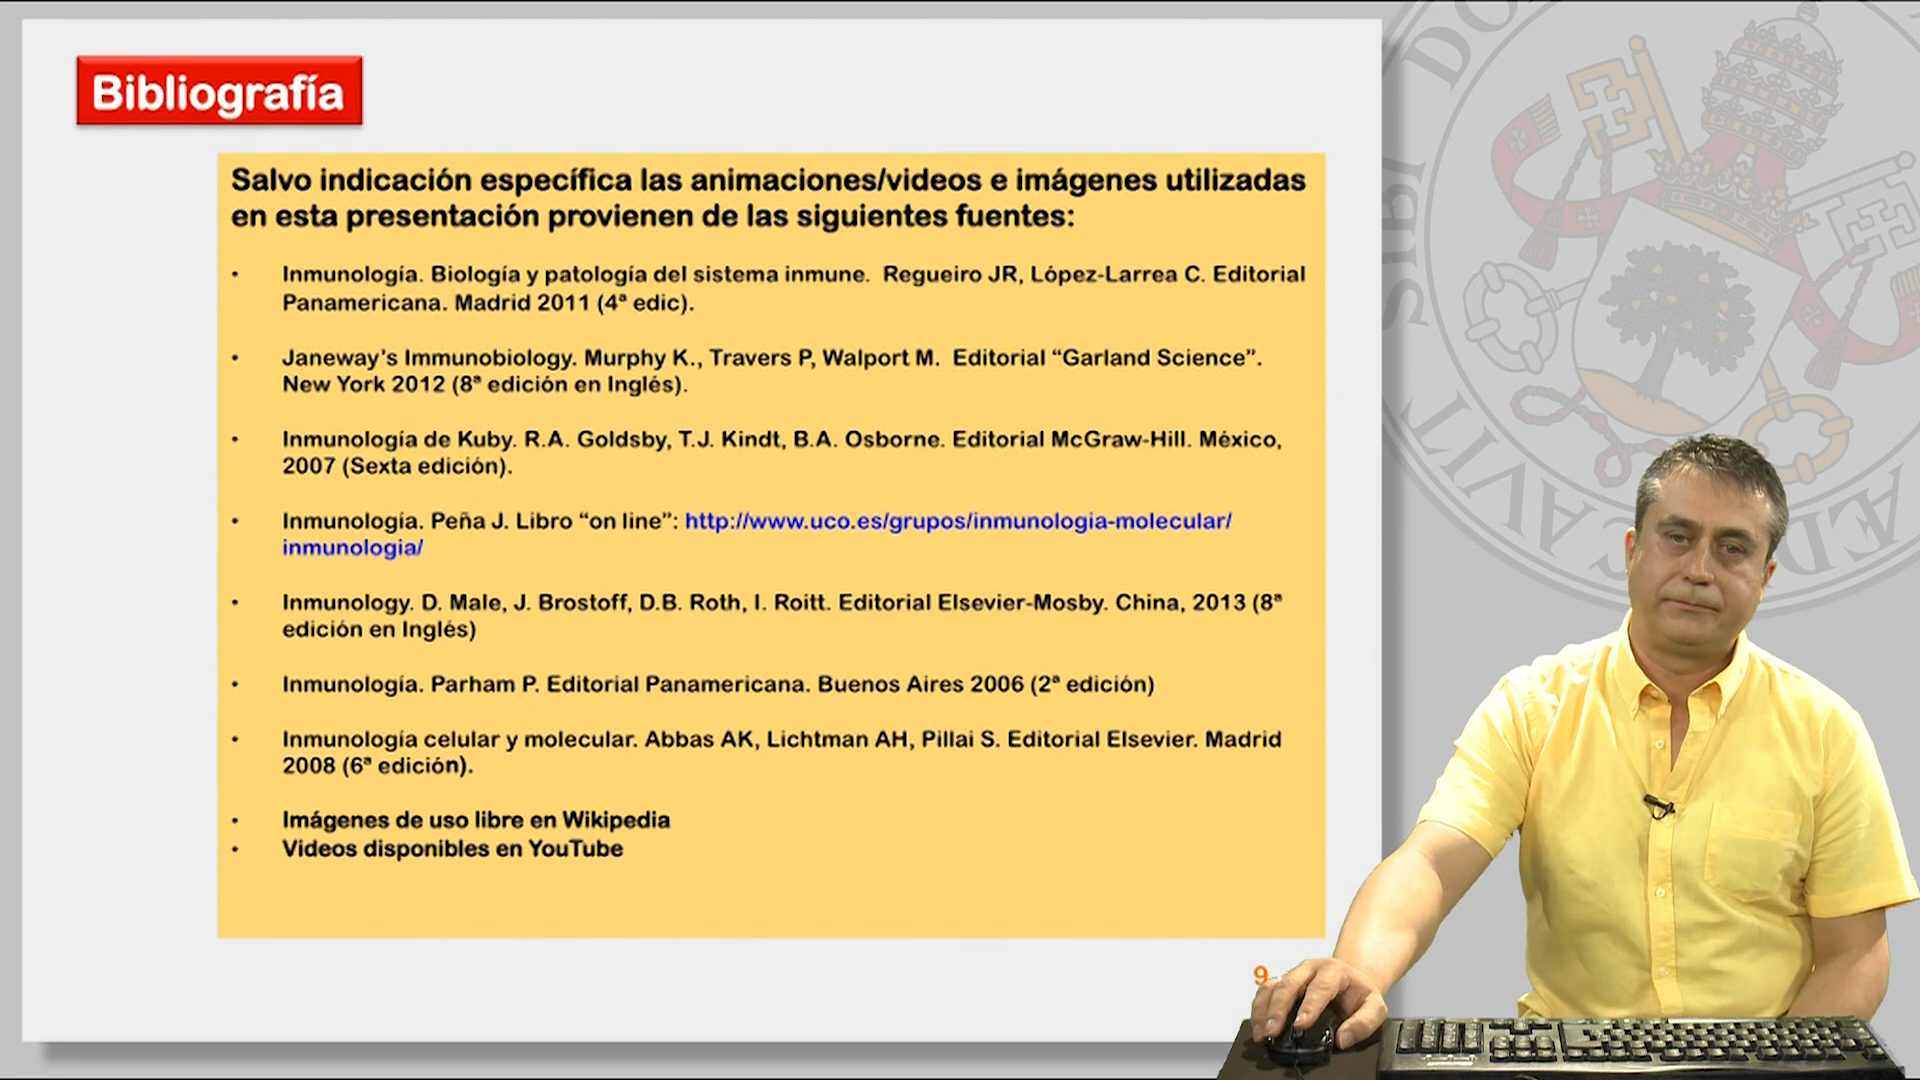 Bibliografía
Salvo indicación específica las animaciones/videos e imágenes utilizadas
en esta presentación provienen de las siguientes fuentes:
• Inmunología. Biología y patología del sistema inmune. Regueiro JR, López-Larrea C. Editorial
Panamericana. Madrid 2011 (4ª edic).
• Janeway’s Immunobiology. Murphy K., Travers P, Walport M. Editorial “Garland Science”.
New York 2012 (8ª edición en Inglés).
• Inmunología de Kuby. R.A. Goldsby, T.J. Kindt, B.A. Osborne. Editorial McGraw-Hill. México,
2007 (Sexta edición).
• Inmunología. Peña J. Libro “on line”: http://www.uco.es/grupos/inmunologia-molecular/
inmunologia/
• Inmunology. D. Male, J. Brostoff, D.B. Roth, I. Roitt. Editorial Elsevier-Mosby. China, 2013 (8ª
edición en Inglés)
• Inmunología. Parham P. Editorial Panamericana. Buenos Aires 2006 (2ª edición)
• Inmunología celular y molecular. Abbas AK, Lichtman AH, Pillai S. Editorial Elsevier. Madrid
2008 (6ª edición).
• Imágenes de uso libre en Wikipedia
• Videos disponibles en YouTube
9
SIBI